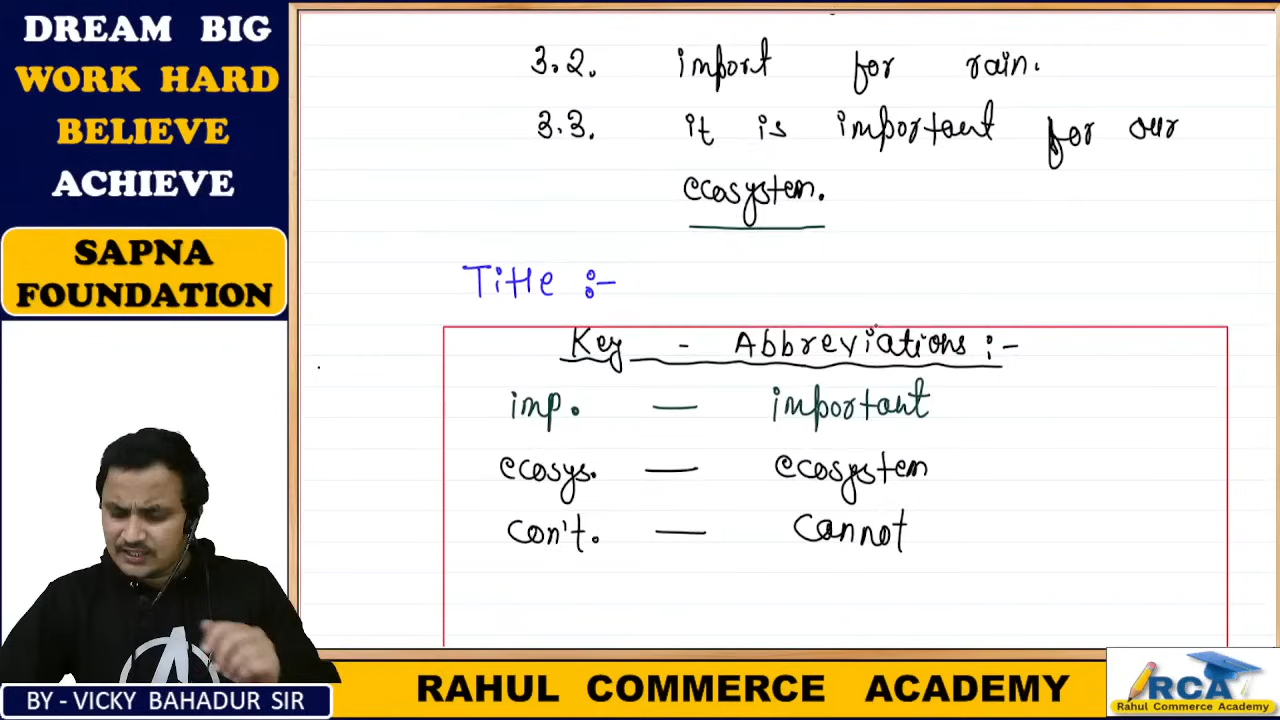 DREAM BIG
WORK HARD
BELIEVE
ACHIEVE
SAPNA
FOUNDATION
3.2. import for rain.
3.3. it is important for our
ecosystem.
Title :-
Key - Abbreviations :-
imp. — important
ecosys. — ecosystem
con't. — cannot
BY - VICKY BAHADUR SIR
RAHUL COMMERCE ACADEMY
RCA
Rahul Commerce Academy